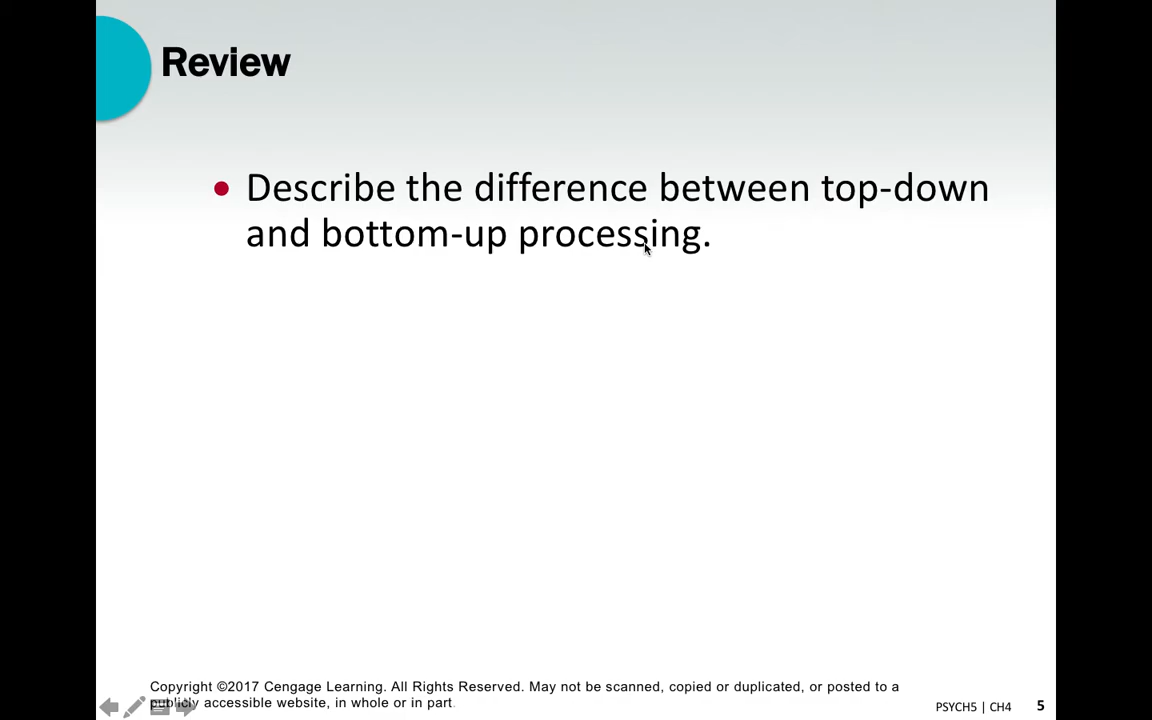 Review
• Describe the difference between top-down
and bottom-up processing.
Copyright ©2017 Cengage Learning. All Rights Reserved. May not be scanned, copied or duplicated, or posted to a
publicly accessible website, in whole or in part.
PSYCH5 | CH4 5